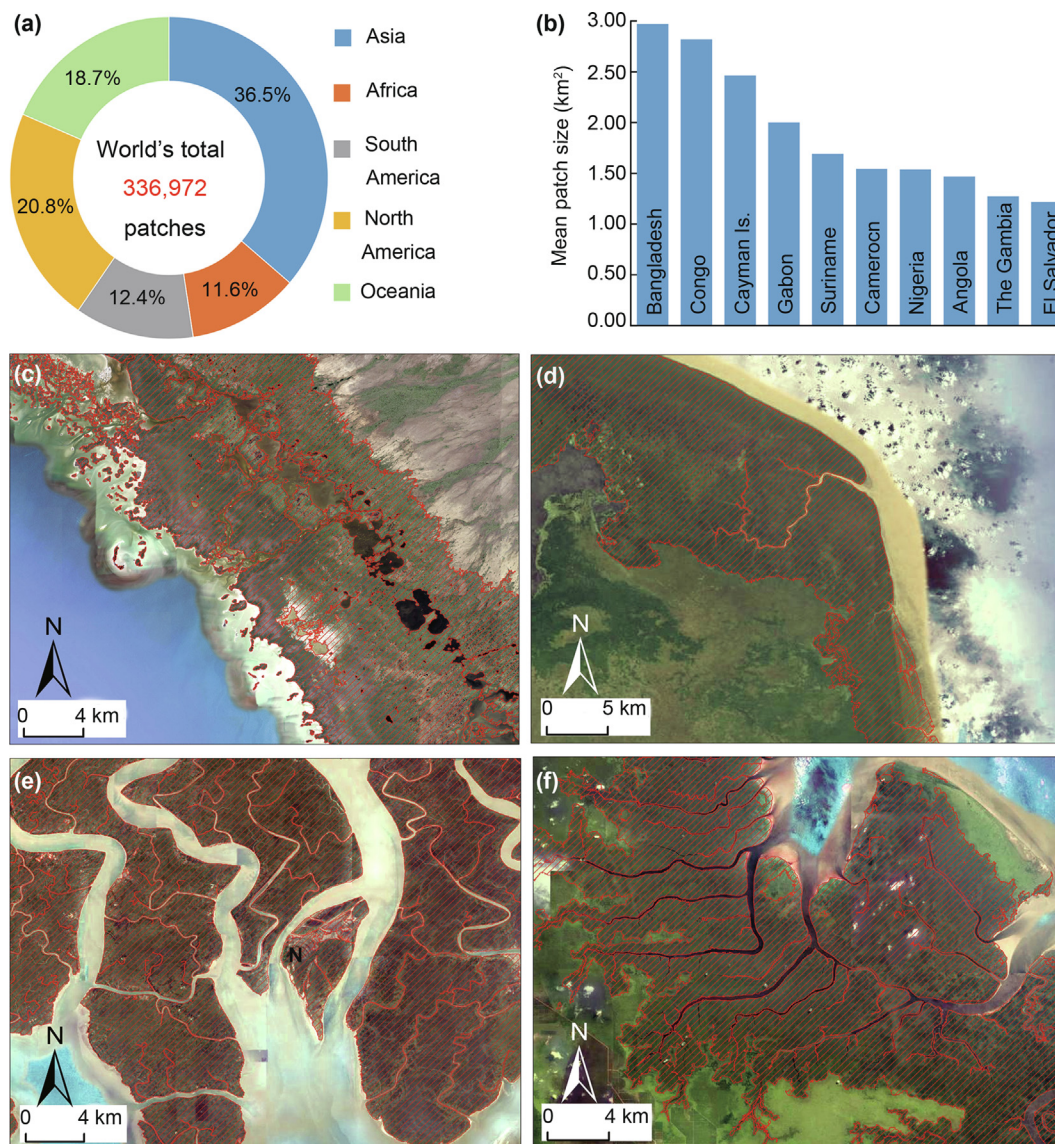 (a)
Asia
Africa
South
America
North
America
Oceania
18.7%
36.5%
20.8%
12.4%
11.6%
World's total
336,972
patches
(b)
Mean patch size (km²)
3.00
2.50
2.00
1.50
1.00
0.50
0.00
Bangladesh
Congo
Cayman Is.
Gabon
Suriname
Camerocn
Nigeria
Angola
The Gambia
El Salvador
(c)
N
0 4 km
(d)
N
0 5 km
(e)
N
N
0 4 km
(f)
N
0 4 km